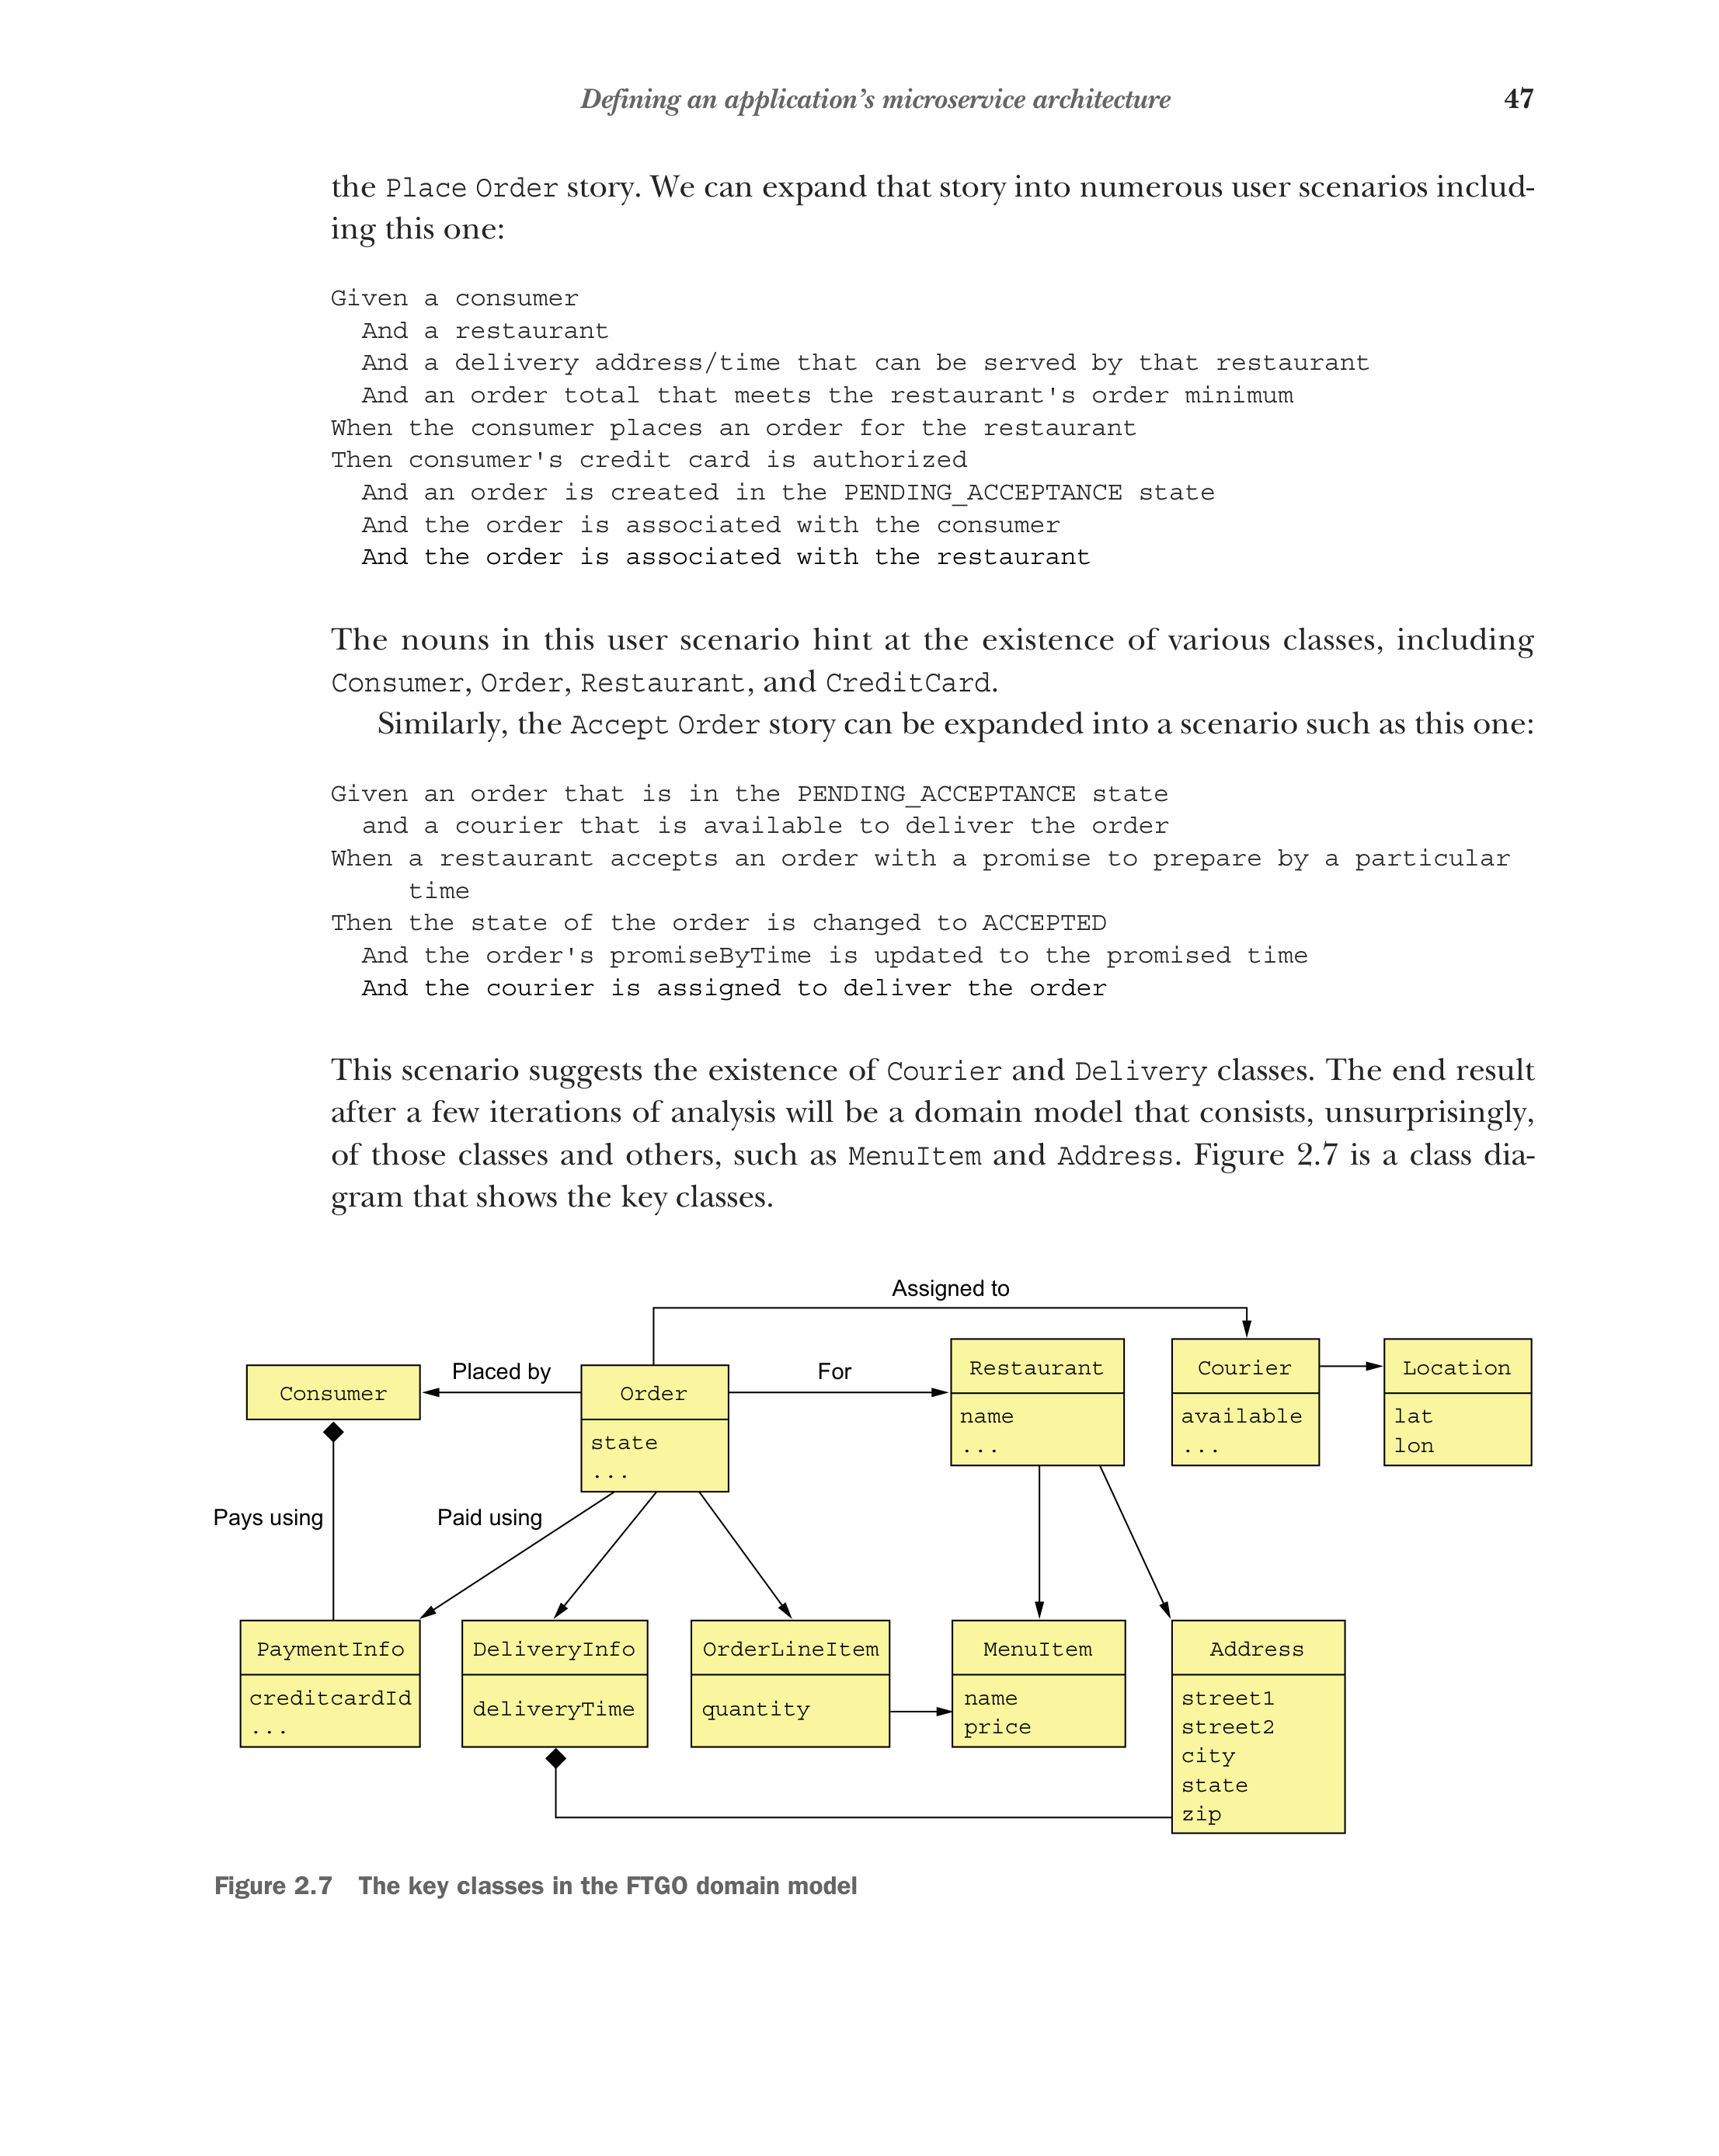 Defining an application’s microservice architecture 47
the Place Order story. We can expand that story into numerous user scenarios includ-
ing this one:
Given a consumer
And a restaurant
And a delivery address/time that can be served by that restaurant
And an order total that meets the restaurant's order minimum
When the consumer places an order for the restaurant
Then consumer's credit card is authorized
And an order is created in the PENDING_ACCEPTANCE state
And the order is associated with the consumer
And the order is associated with the restaurant
The nouns in this user scenario hint at the existence of various classes, including
Consumer, Order, Restaurant, and CreditCard.
Similarly, the Accept Order story can be expanded into a scenario such as this one:
Given an order that is in the PENDING_ACCEPTANCE state
and a courier that is available to deliver the order
When a restaurant accepts an order with a promise to prepare by a particular
time
Then the state of the order is changed to ACCEPTED
And the order's promiseByTime is updated to the promised time
And the courier is assigned to deliver the order
This scenario suggests the existence of Courier and Delivery classes. The end result
after a few iterations of analysis will be a domain model that consists, unsurprisingly,
of those classes and others, such as MenuItem and Address. Figure 2.7 is a class dia-
gram that shows the key classes.
Assigned to
Consumer
Placed by
Order
state
...
For
Restaurant
name
...
Courier
available
...
Location
lat
lon
Pays using
Paid using
PaymentInfo
creditcardId
...
DeliveryInfo
deliveryTime
OrderLineItem
quantity
MenuItem
name
price
Address
street1
street2
city
state
zip
Figure 2.7 The key classes in the FTGO domain model